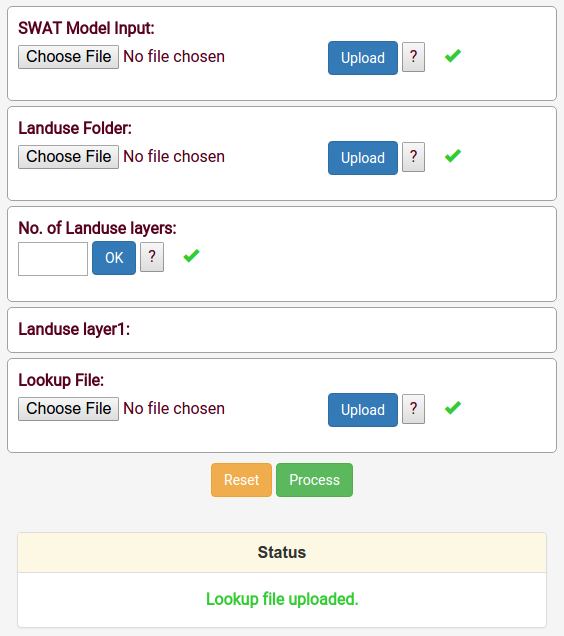 SWAT Model Input:
Choose File No file chosen Upload ?
Landuse Folder:
Choose File No file chosen Upload ?
No. of Landuse layers:
OK ?
Landuse layer1:
Lookup File:
Choose File No file chosen Upload ?
Reset Process
Status
Lookup file uploaded.